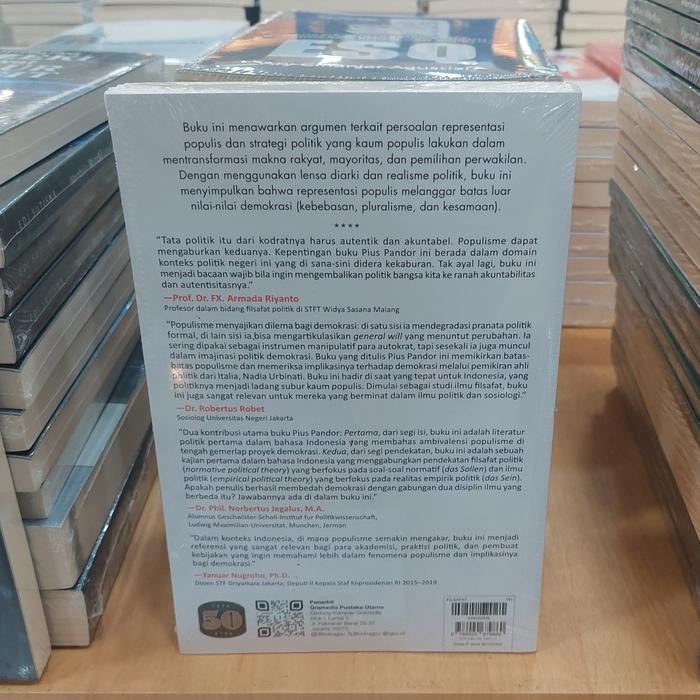 ESO
EDI SUTISNA
Buku ini menawarkan argumen terkait persoalan representasi
populis dan strategi politik yang kaum populis lakukan dalam
mentransformasi makna rakyat, mayoritas, dan pemilihan perwakilan.
Dengan menggunakan lensa diarki dan realisme politik, buku ini
menyimpulkan bahwa representasi populis melanggar batas luar
nilai-nilai demokrasi (kebebasan, pluralisme, dan kesamaan).
****
"Tata politik itu dari kodratnya harus autentik dan akuntabel. Populisme dapat
mengaburkan keduanya. Kepentingan buku Pius Pandor ini berada dalam domain
konteks politik negeri ini yang di sana-sini didera kekaburan. Tak ayal lagi, buku ini
menjadi bacaan wajib bila ingin mengembalikan politik bangsa kita ke ranah akuntabilitas
dan autentisitasnya."
—Prof. Dr. FX. Armada Riyanto
Profesor dalam bidang filsafat politik di STFT Widya Sasana Malang
"Populisme menyajikan dilema bagi demokrasi: di satu sisi ia mendegradasi pranata politik
formal, di lain sisi ia bisa mengartikulasikan general will yang menuntut perubahan. Ia
sering dipakai sebagai instrumen manipulatif para autokrat, tapi sesekali ia juga muncul
dalam imajinasi politik demokrasi. Buku yang ditulis Pius Pandor ini memikirkan batas-
batas populisme dan memeriksa implikasinya terhadap demokrasi melalui pemikiran ahli
politik dari Italia, Nadia Urbinati. Buku ini hadir di saat yang tepat untuk Indonesia, yang
politiknya menjadi ladang subur kaum populis. Dimulai sebagai studi ilmu filsafat, buku
ini juga sangat relevan untuk mereka yang berminat dalam ilmu politik dan sosiologi."
—Dr. Robertus Robet
Sosiolog Universitas Negeri Jakarta
"Dua kontribusi utama buku Pius Pandor: Pertama, dari segi isi, buku ini adalah literatur
politik pertama dalam bahasa Indonesia yang membahas ambivalensi populisme di
tengah gemerlap proyek demokrasi. Kedua, dari segi pendekatan, buku ini adalah sebuah
kajian pertama dalam bahasa Indonesia yang menggabungkan pendekatan filsafat politik
(normative political theory) yang berfokus pada soal-soal normatif (das Sollen) dan ilmu
politik (empirical political theory) yang berfokus pada realitas empirik politik (das Sein).
Apakah penulis berhasil membedah demokrasi dengan gabungan dua disiplin ilmu yang
berbeda itu? Jawabannya ada di dalam buku ini."
—Dr. Phil. Norbertus Jegalus, M.A.
Alumnus Geschwister-Scholl-Institut fur Politikwissenschaft,
Ludwig-Maximilian-Universitat, Munchen, Jerman
"Dalam konteks Indonesia, di mana populisme semakin mengakar, buku ini menjadi
referensi yang sangat relevan bagi para akademisi, praktisi politik, dan pembuat
kebijakan yang ingin memahami lebih dalam fenomena populisme dan implikasinya
bagi demokrasi."
—Yanuar Nugroho, Ph.D.
Dosen STF Driyarkara Jakarta; Deputi II Kepala Staf Kepresidenan RI 2015–2019
50
Penerbit
Gramedia Pustaka Utama
Gedung Kompas Gramedia
Blok I, Lantai 5
Jl. Palmerah Barat 29-37
Jakarta 10270
FILSAFAT